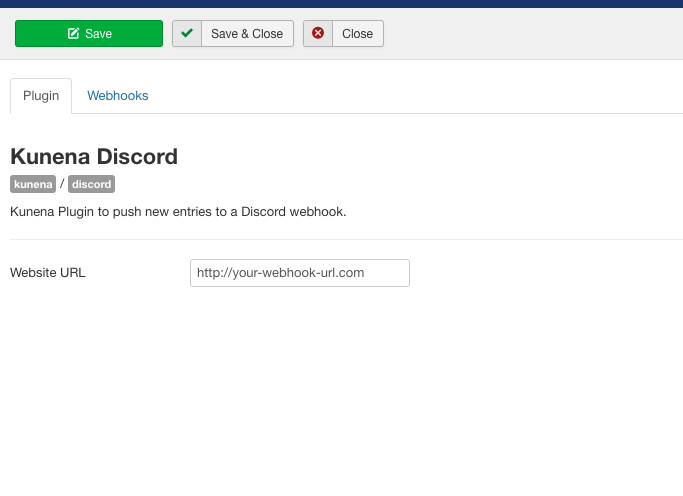 Save Save & Close Close
Plugin Webhooks
Kunena Discord
kunena / discord
Kunena Plugin to push new entries to a Discord webhook.
Website URL http://your-webhook-url.com